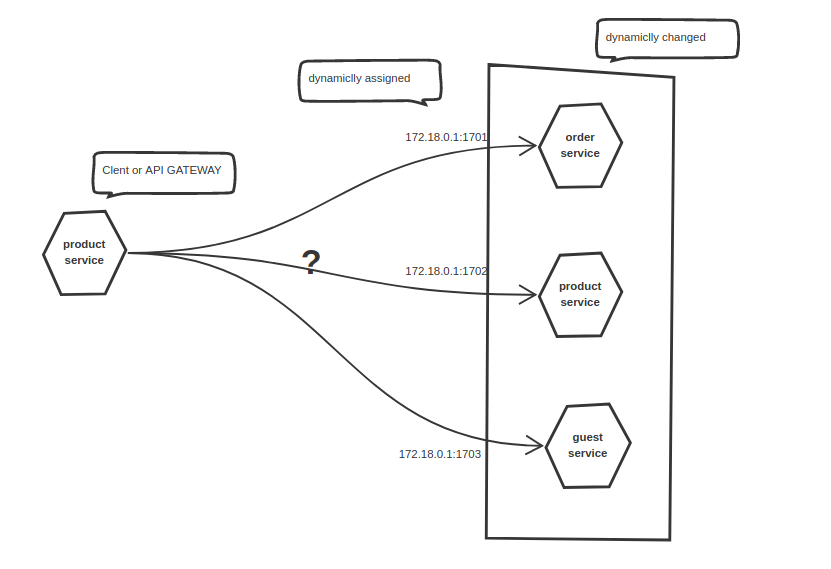 dynamiclly changed
dynamiclly assigned
172.18.0.1:1701
order
service
Clent or API GATEWAY
product
service
?
172.18.0.1:1702
product
service
guest
service
172.18.0.1:1703